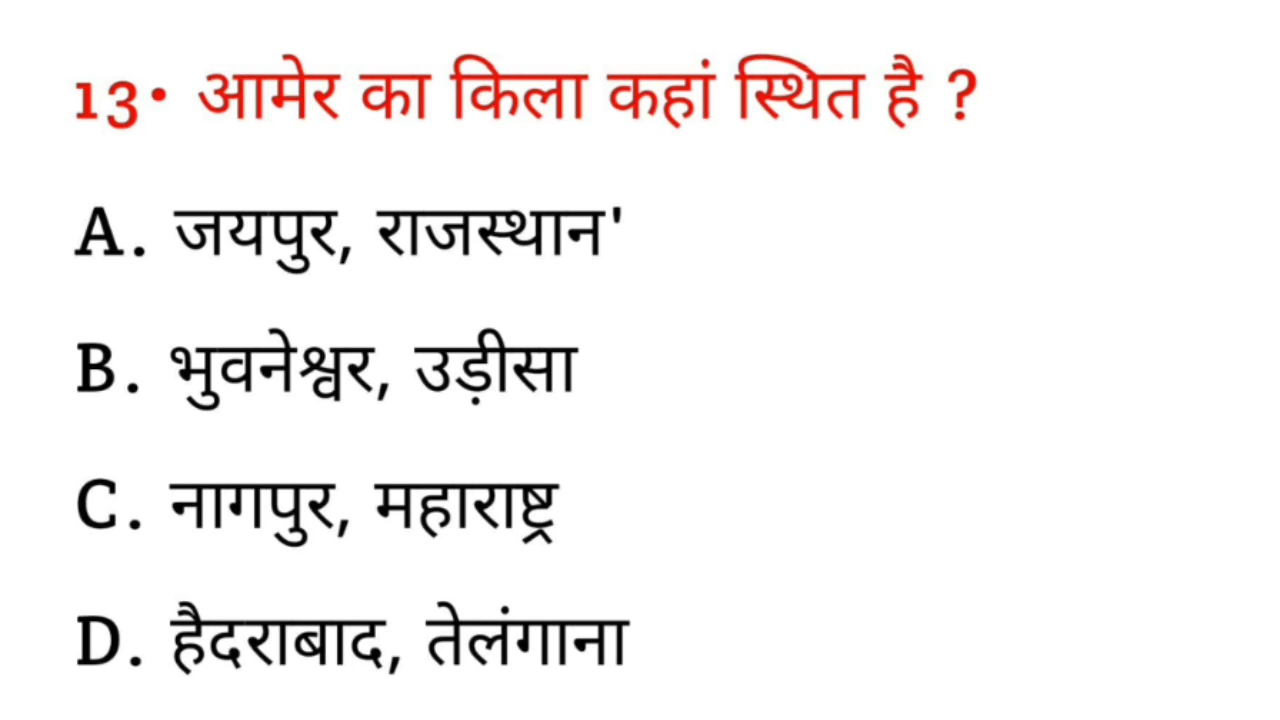 13• आमेर का किला कहां स्थित है ?
A. जयपुर, राजस्थान'
B. भुवनेश्वर, उड़ीसा
C. नागपुर, महाराष्ट्र
D. हैदराबाद, तेलंगाना